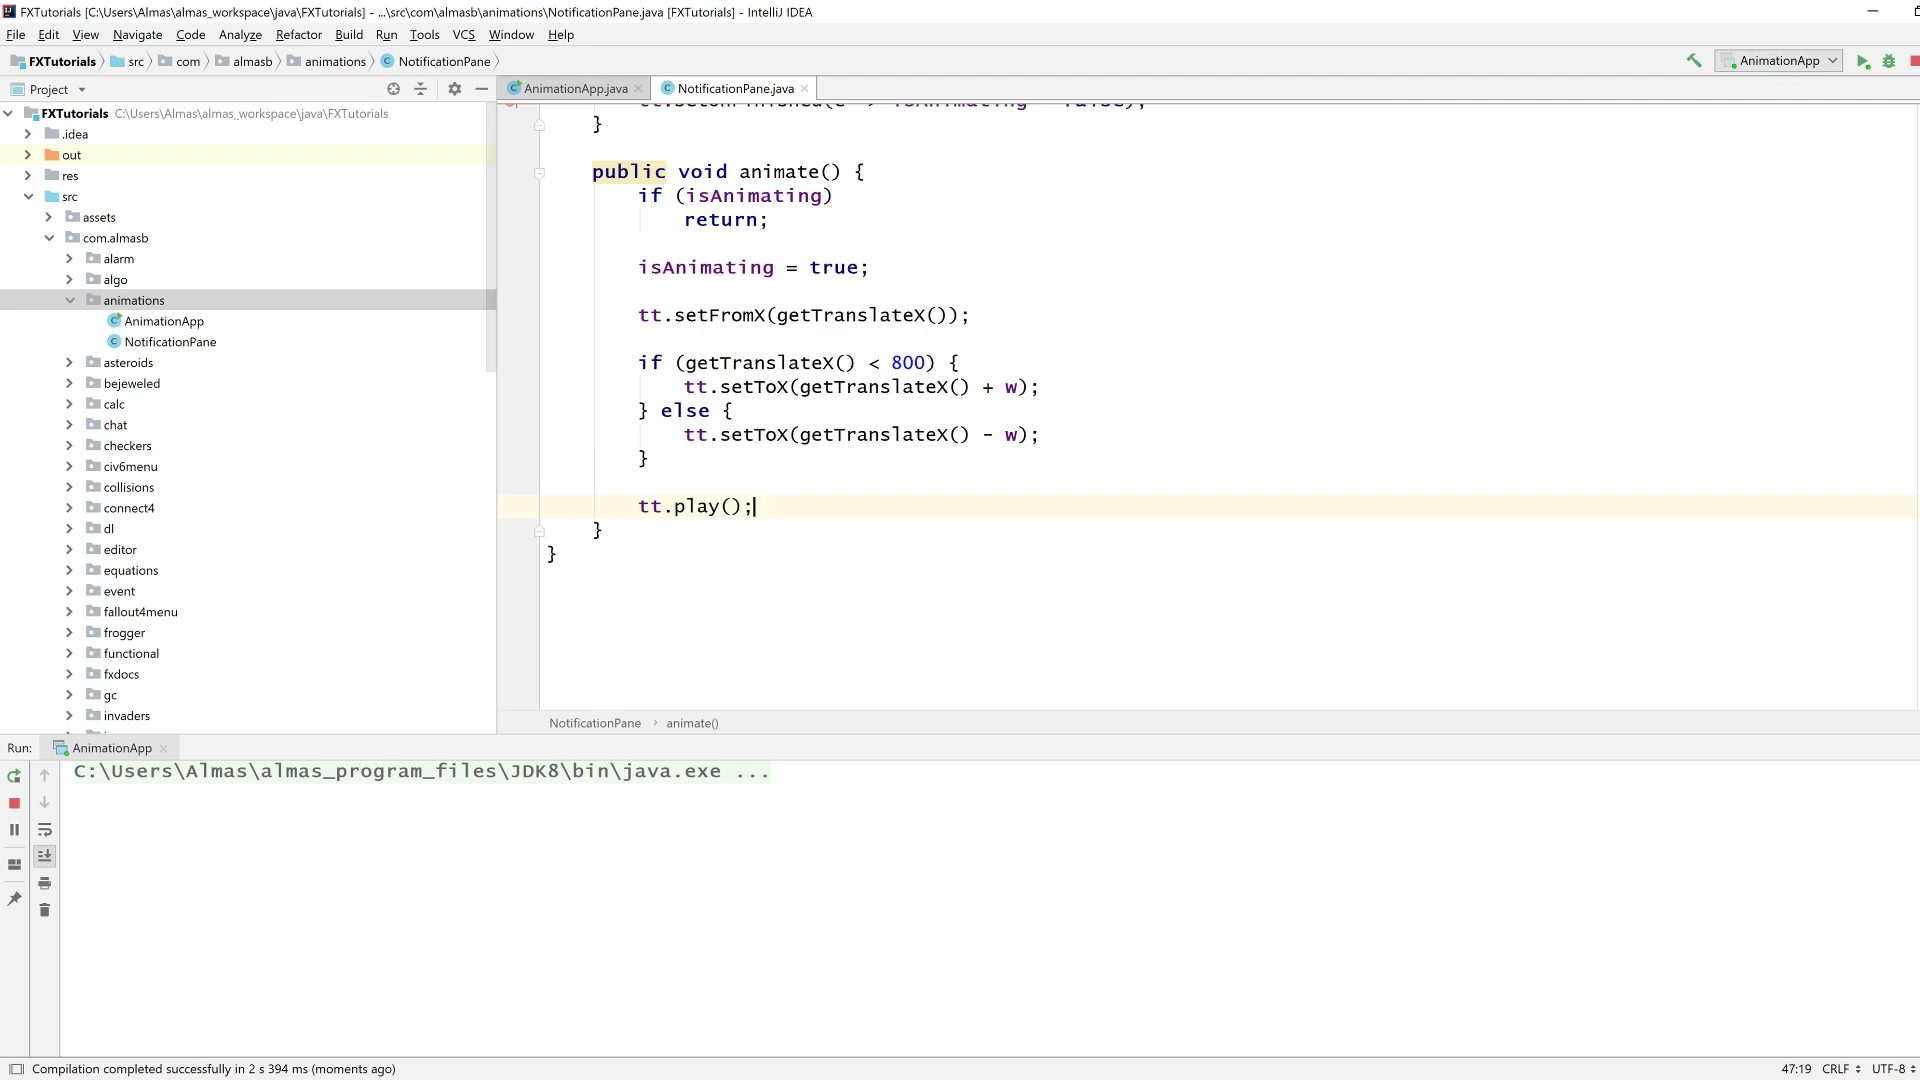 FXTutorials [C:\Users\Almas\almas_workspace\java\FXTutorials] - ...\src\com\almasb\animations\NotificationPane.java [FXTutorials] - IntelliJ IDEA
File Edit View Navigate Code Analyze Refactor Build Run Tools VCS Window Help
FXTutorials src com almasb animations NotificationPane
AnimationApp
Project
AnimationApp.java
NotificationPane.java
FXTutorials C:\Users\Almas\almas_workspace\java\FXTutorials
.idea
out
res
src
assets
com.almasb
alarm
algo
animations
AnimationApp
NotificationPane
asteroids
bejeweled
calc
chat
checkers
civ6menu
collisions
connect4
dl
editor
equations
event
fallout4menu
frogger
functional
fxdocs
gc
invaders
}
public void animate() {
if (isAnimating)
return;
isAnimating = true;
tt.setFromX(getTranslateX());
if (getTranslateX() < 800) {
tt.setToX(getTranslateX() + w);
} else {
tt.setToX(getTranslateX() - w);
}
tt.play();
}
}
NotificationPane › animate()
Run: AnimationApp
C:\Users\Almas\almas_program_files\JDK8\bin\java.exe ...
Compilation completed successfully in 2 s 394 ms (moments ago)
47:19 CRLF UTF-8